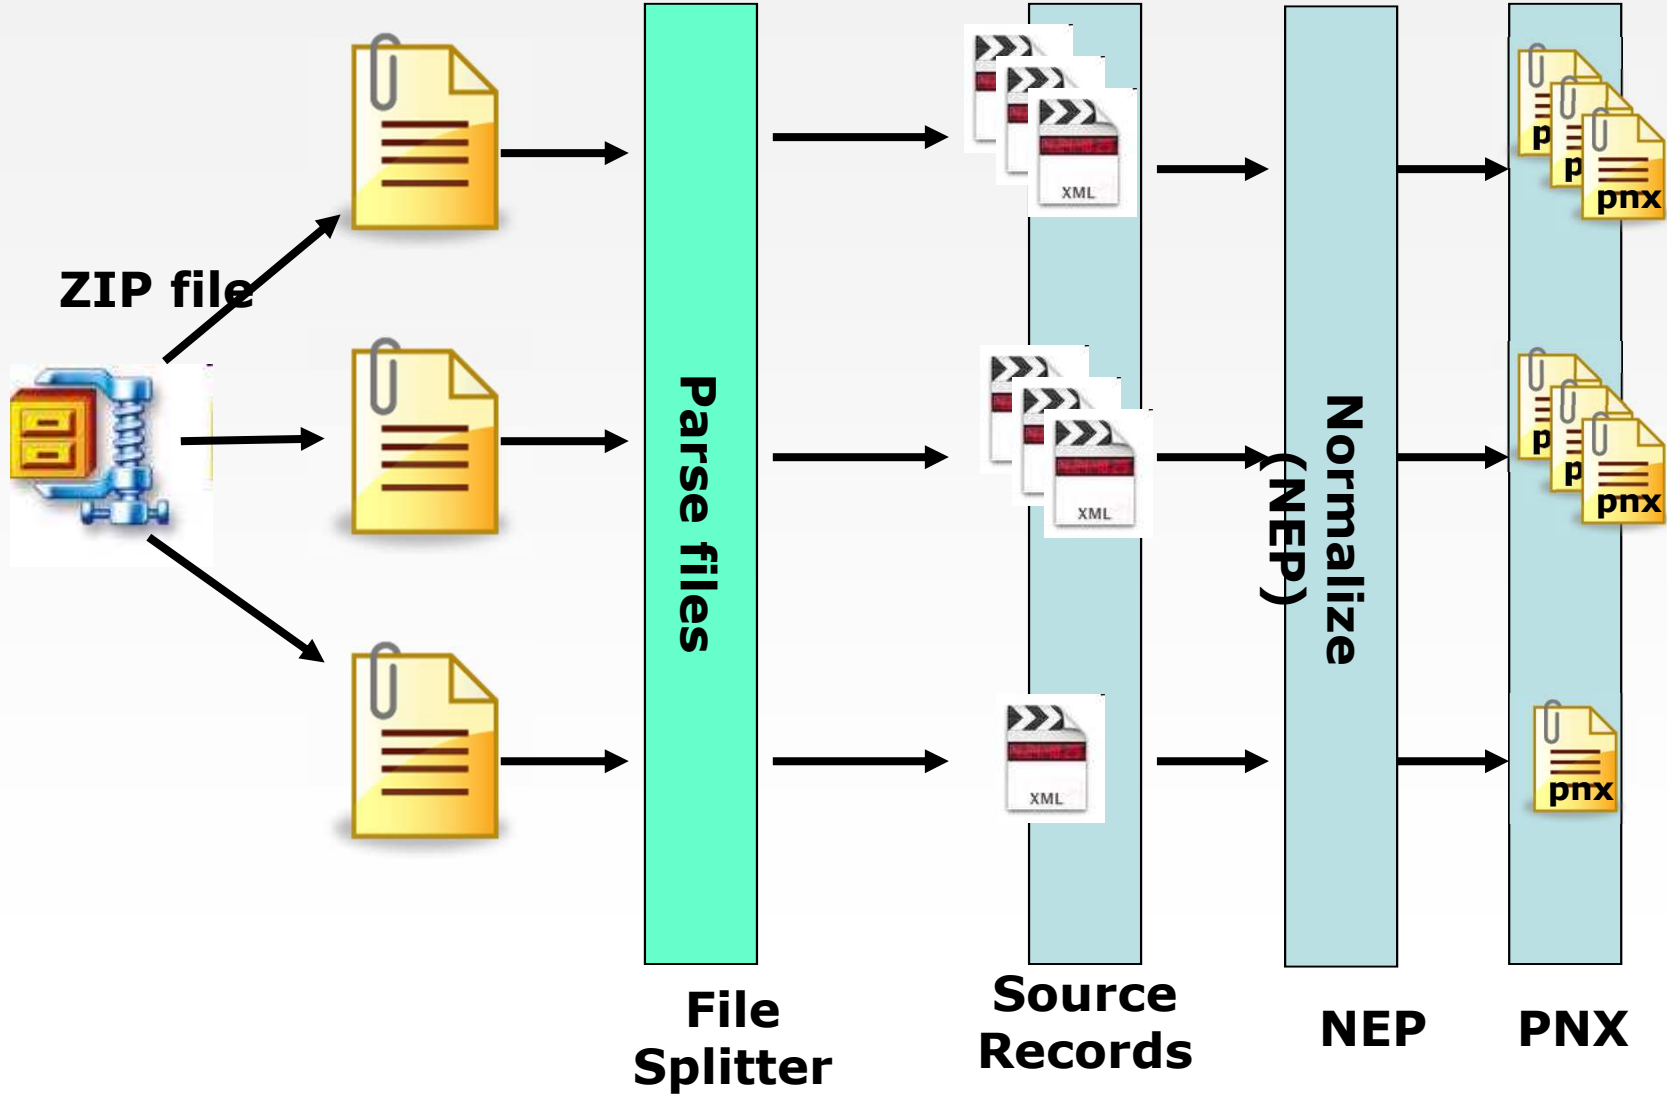 ZIP file
Parse files
XML
XML
XML
Normalize
(NEP)
p
p
pnx
p
p
pnx
pnx
File
Splitter
Source
Records
NEP
PNX